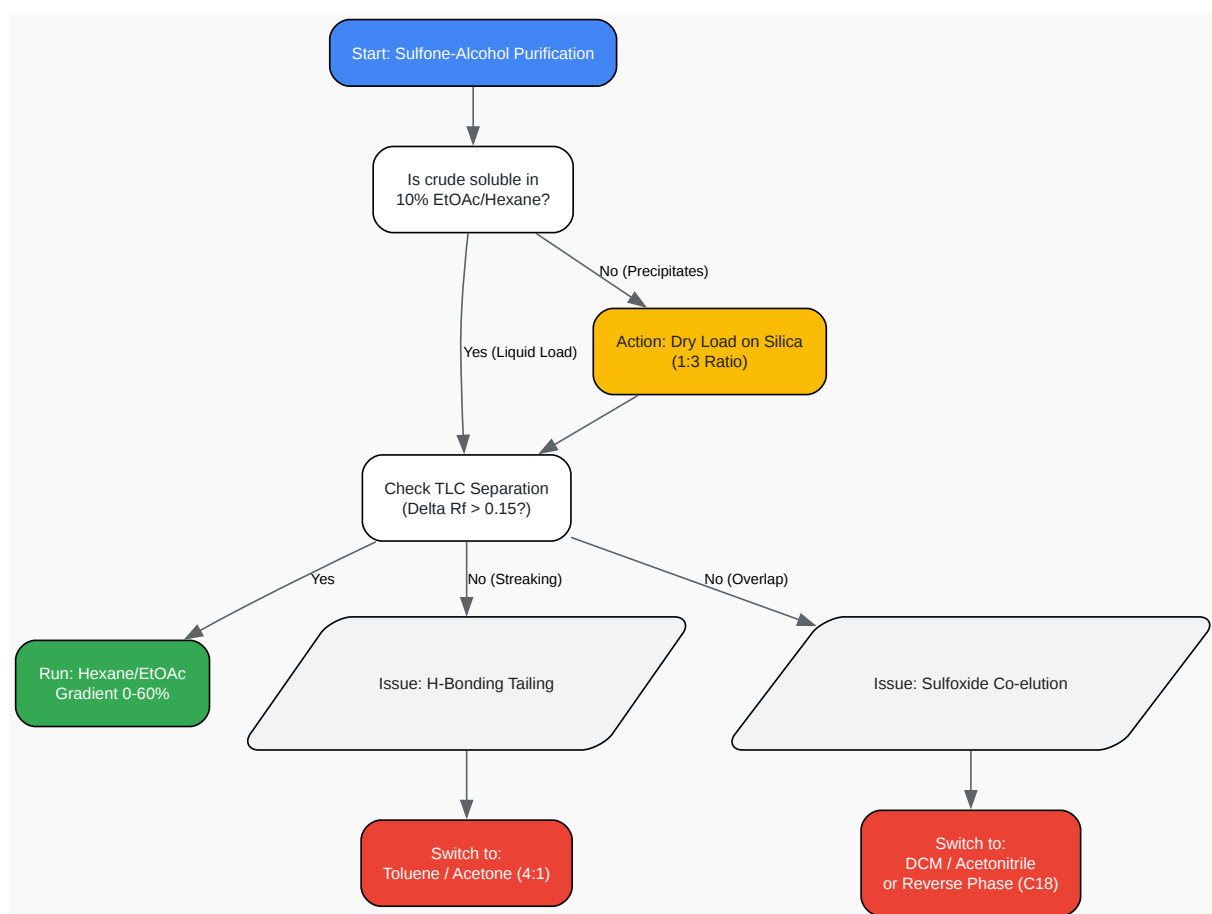 Start: Sulfone-Alcohol Purification
Is crude soluble in
10% EtOAc/Hexane?
No (Precipitates)
Yes (Liquid Load)
Action: Dry Load on Silica
(1:3 Ratio)
Check TLC Separation
(Delta Rf > 0.15?)
Yes
No (Streaking)
No (Overlap)
Run: Hexane/EtOAc
Gradient 0-60%
Issue: H-Bonding Tailing
Issue: Sulfoxide Co-elution
Switch to:
Toluene / Acetone (4:1)
Switch to:
DCM / Acetonitrile
or Reverse Phase (C18)